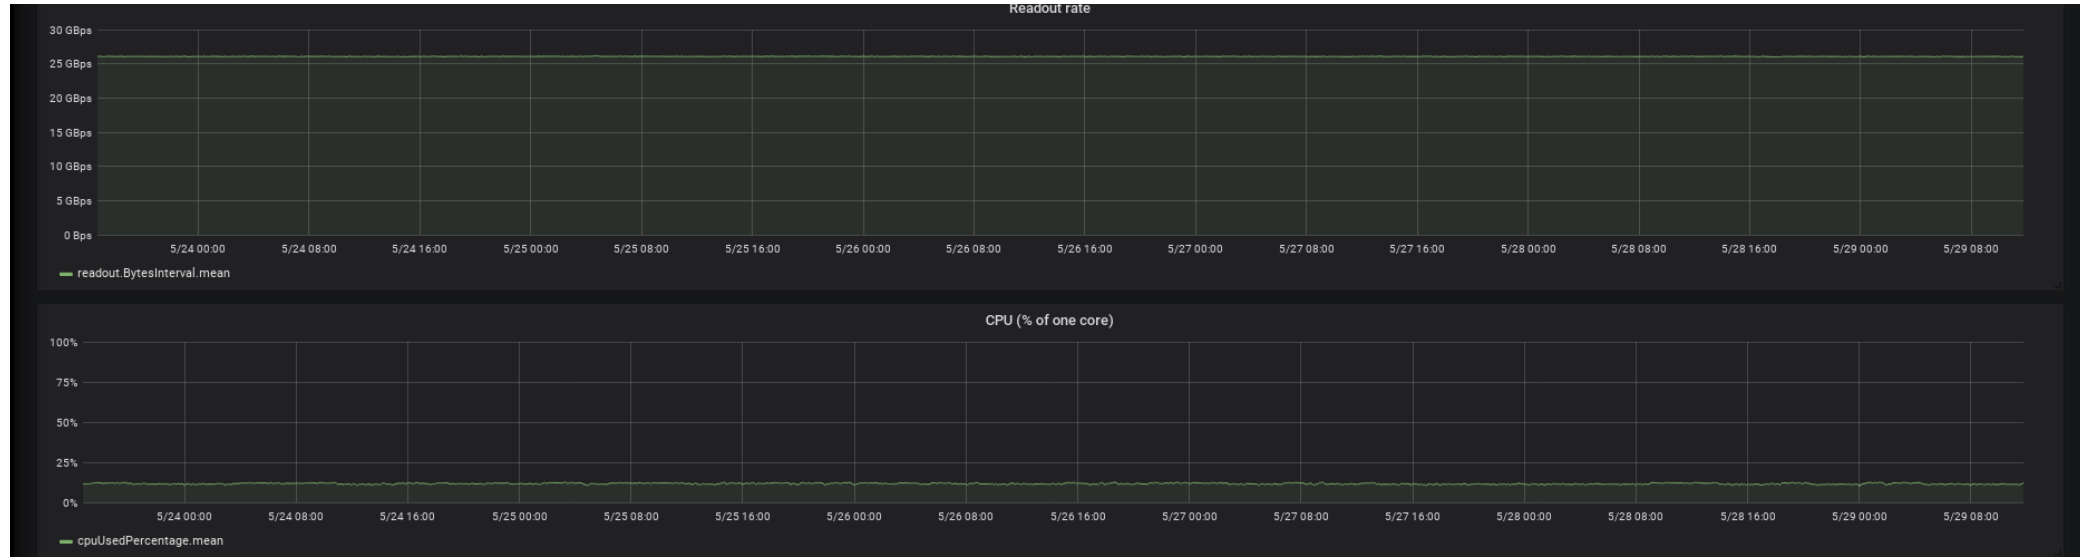 Readout rate
30 GBps
25 GBps
20 GBps
15 GBps
10 GBps
5 GBps
0 Bps
5/24 00:00 5/24 08:00 5/24 16:00 5/25 00:00 5/25 08:00 5/25 16:00 5/26 00:00 5/26 08:00 5/26 16:00 5/27 00:00 5/27 08:00 5/27 16:00 5/28 00:00 5/28 08:00 5/28 16:00 5/29 00:00 5/29 08:00
readout.BytesInterval.mean
CPU (% of one core)
100%
75%
50%
25%
0%
5/24 00:00 5/24 08:00 5/24 16:00 5/25 00:00 5/25 08:00 5/25 16:00 5/26 00:00 5/26 08:00 5/26 16:00 5/27 00:00 5/27 08:00 5/27 16:00 5/28 00:00 5/28 08:00 5/28 16:00 5/29 00:00 5/29 08:00
cpuUsedPercentage.mean